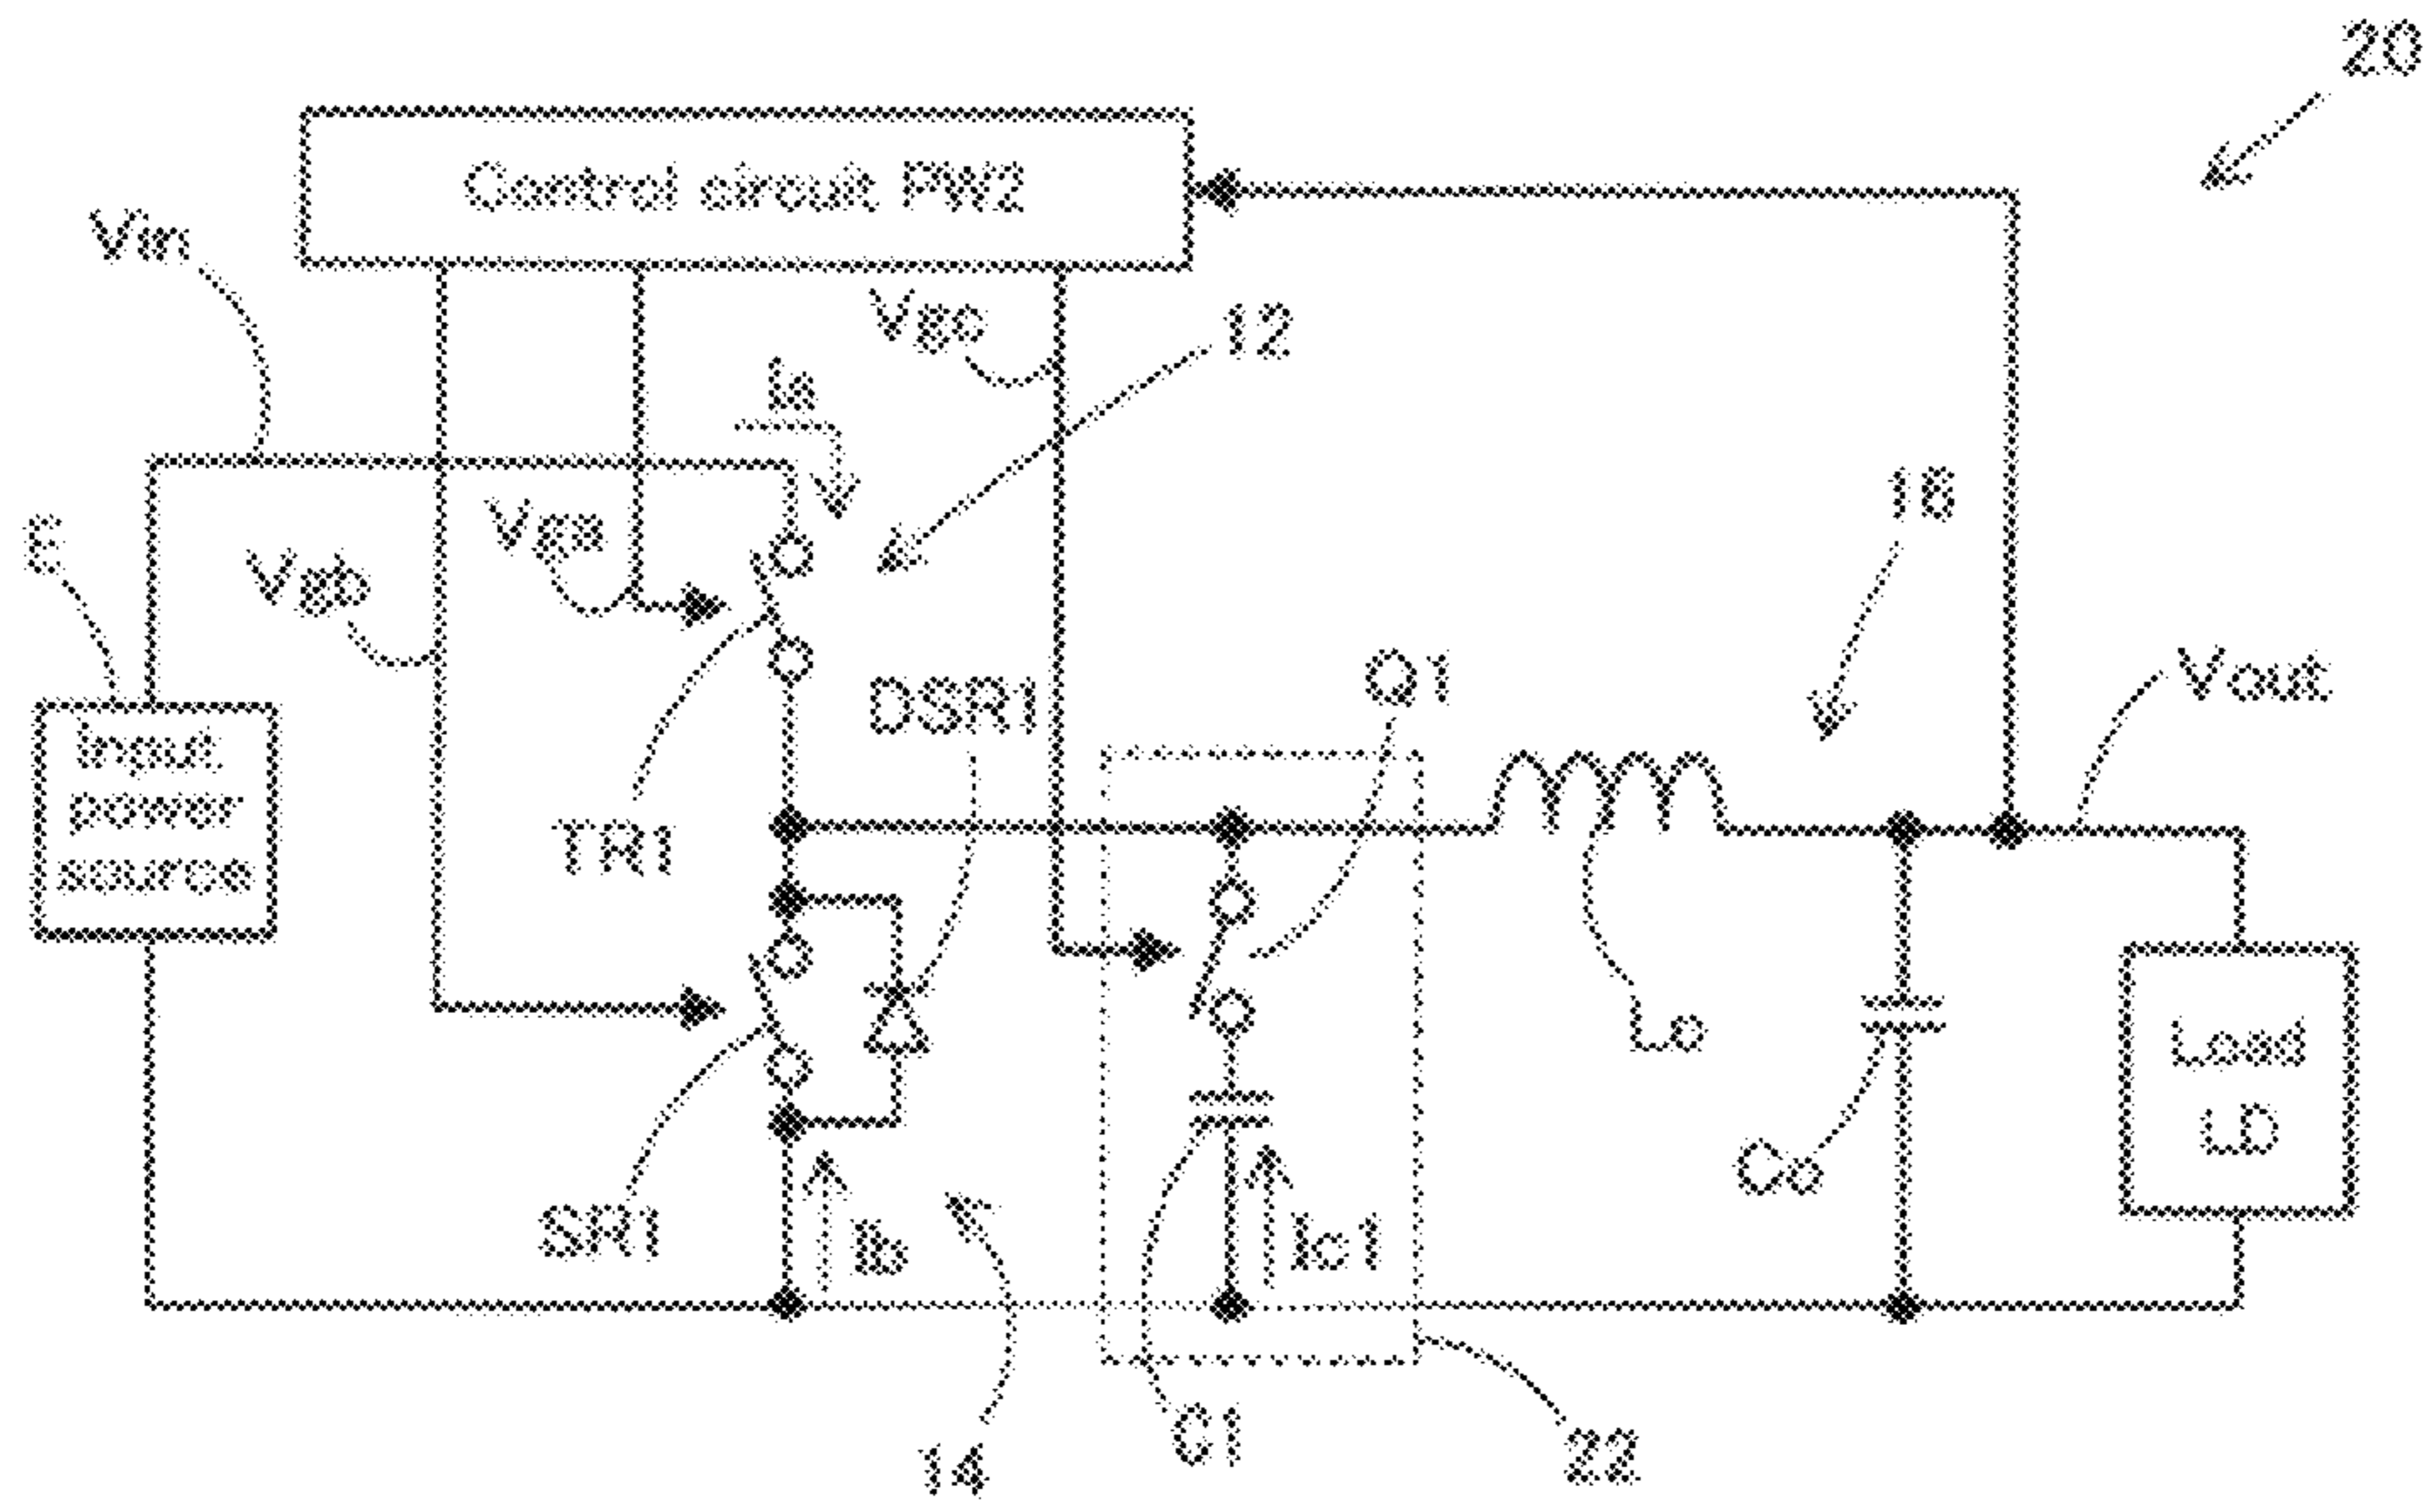 20
Control circuit PW2
Vin
Vgc
12
Ia
16
E
Vga
Vgb
Q1
Vout
DSR1
Input
power
source
TR1
Lo
Load
LD
Co
SR1
Ib
Ic1
C1
14
22